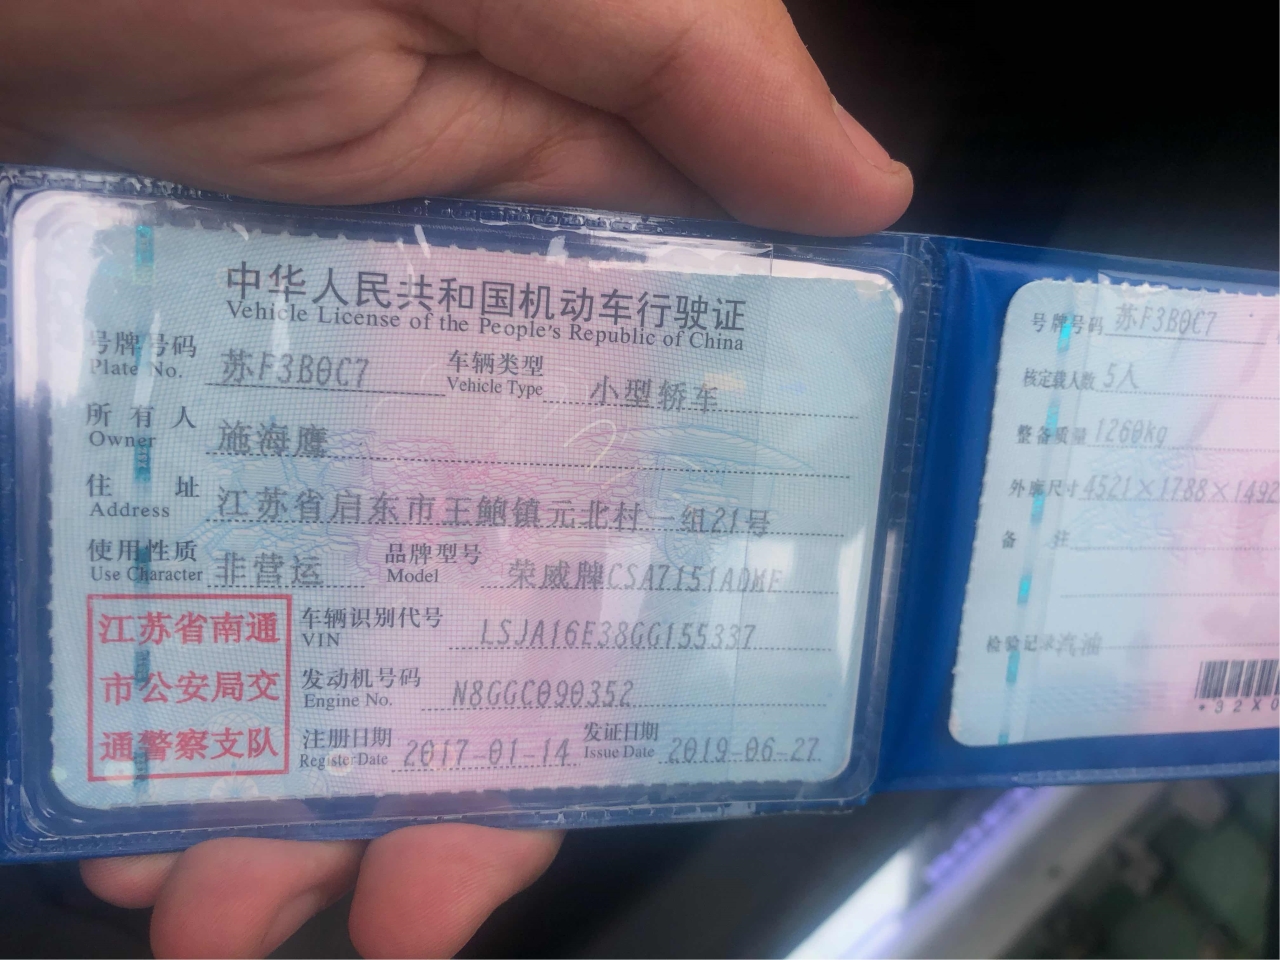 中华人民共和国机动车行驶证
Vehicle License of the People's Republic of China
号牌号码 苏F3B0C7 车辆类型 小型轿车
Plate No. Vehicle Type
所有人 施海鹰
Owner
住址 江苏省启东市王鲍镇元北村一组21号
Address
使用性质 非营运 品牌型号 荣威牌CSA7151ADMF
Use Character Model
江苏省南通
市公安局交
通警察支队
车辆识别代号 LSJA16E38GG155337
VIN
发动机号码 N8GGC090352
Engine No.
注册日期 2017-01-14 发证日期 2019-06-27
Register Date Issue Date
号牌号码 苏F3B0C7
核定载人数 5人
整备质量 1260kg
外廓尺寸 4521×1788×1492
备注
检验记录 汽油
*32X0